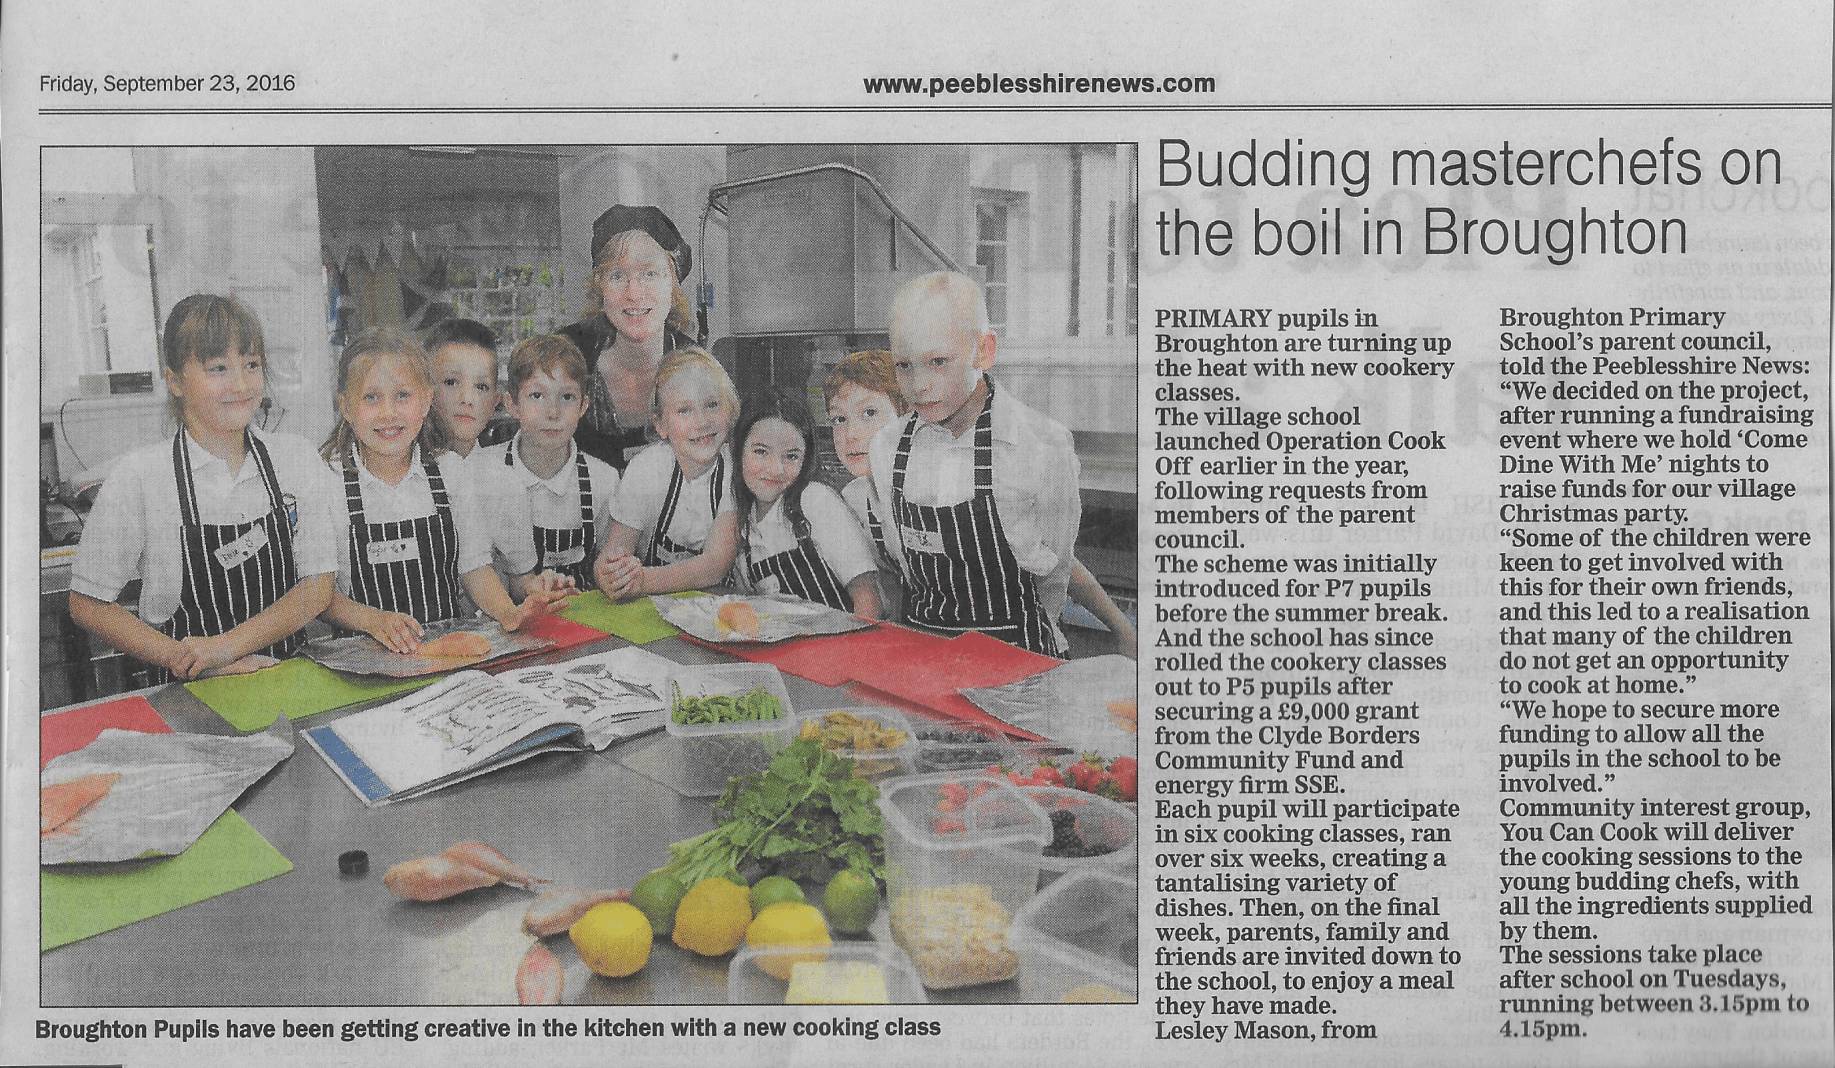 Friday, September 23, 2016
www.peeblesshirenews.com
Budding masterchefs on
the boil in Broughton
PRIMARY pupils in
Broughton are turning up
the heat with new cookery
classes.
The village school
launched Operation Cook
Off earlier in the year,
following requests from
members of the parent
council.
The scheme was initially
introduced for P7 pupils
before the summer break.
And the school has since
rolled the cookery classes
out to P5 pupils after
securing a £9,000 grant
from the Clyde Borders
Community Fund and
energy firm SSE.
Each pupil will participate
in six cooking classes, ran
over six weeks, creating a
tantalising variety of
dishes. Then, on the final
week, parents, family and
friends are invited down to
the school, to enjoy a meal
they have made.
Lesley Mason, from
Broughton Primary
School’s parent council,
told the Peeblesshire News:
“We decided on the project,
after running a fundraising
event where we hold ‘Come
Dine With Me’ nights to
raise funds for our village
Christmas party.
“Some of the children were
keen to get involved with
this for their own friends,
and this led to a realisation
that many of the children
do not get an opportunity
to cook at home.”
“We hope to secure more
funding to allow all the
pupils in the school to be
involved.”
Community interest group,
You Can Cook will deliver
the cooking sessions to the
young budding chefs, with
all the ingredients supplied
by them.
The sessions take place
after school on Tuesdays,
running between 3.15pm to
4.15pm.
Broughton Pupils have been getting creative in the kitchen with a new cooking class